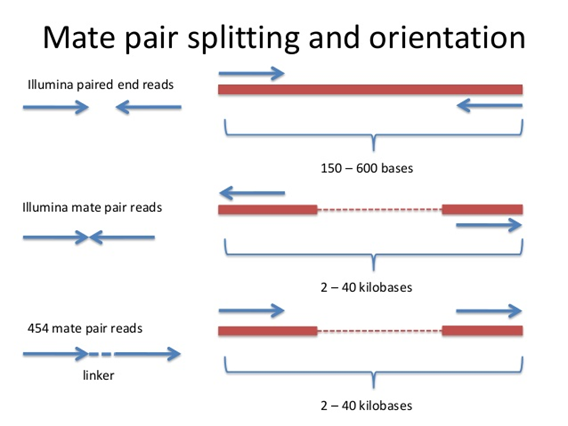 Mate pair splitting and orientation
Illumina paired end reads
150 – 600 bases
Illumina mate pair reads
2 – 40 kilobases
454 mate pair reads
linker
2 – 40 kilobases